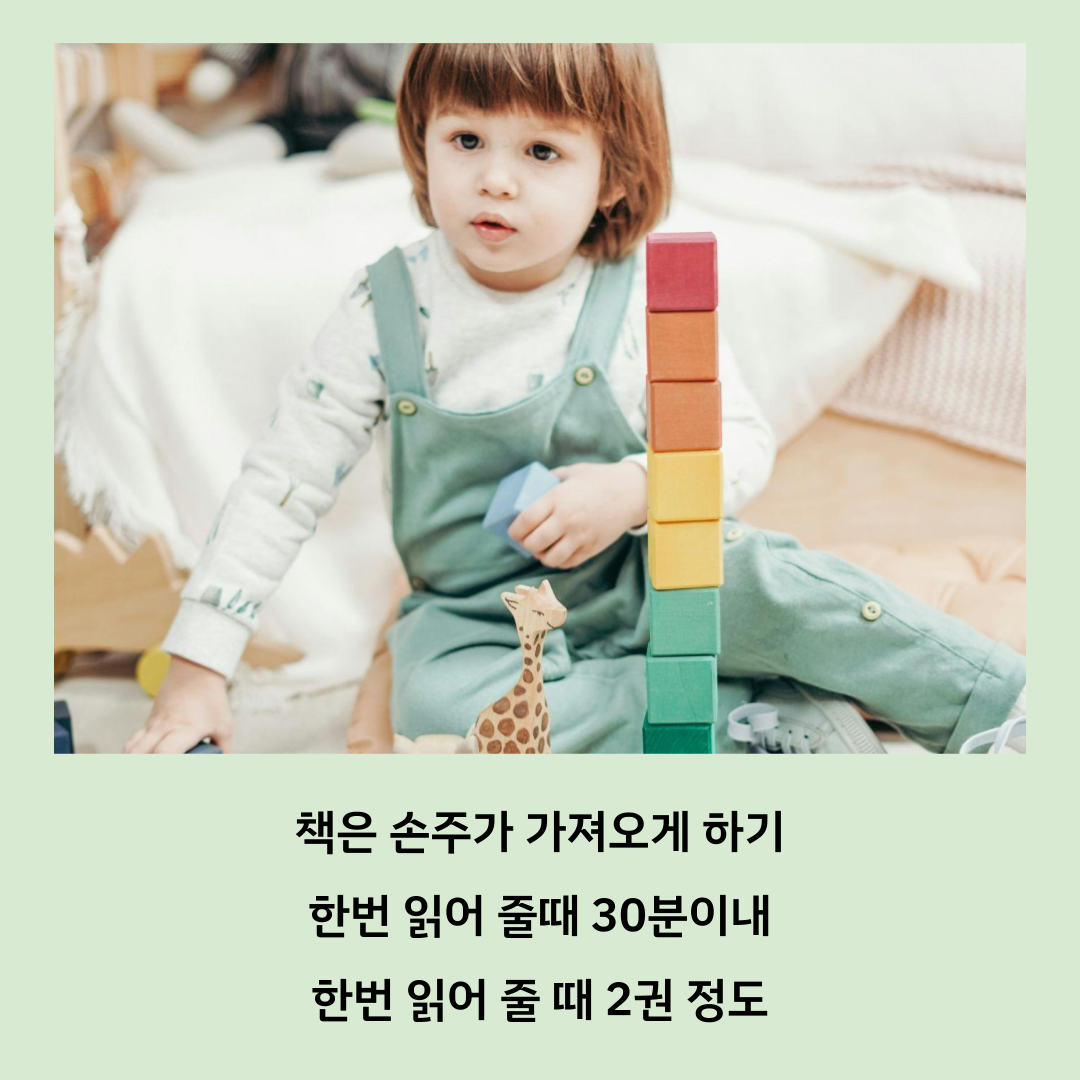 책은 손주가 가져오게 하기
한번 읽어 줄때 30분이내
한번 읽어 줄 때 2권 정도